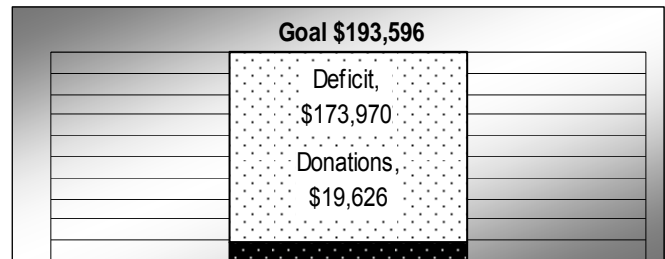 Goal $193,596
Deficit,
$173,970
Donations,
$19,626